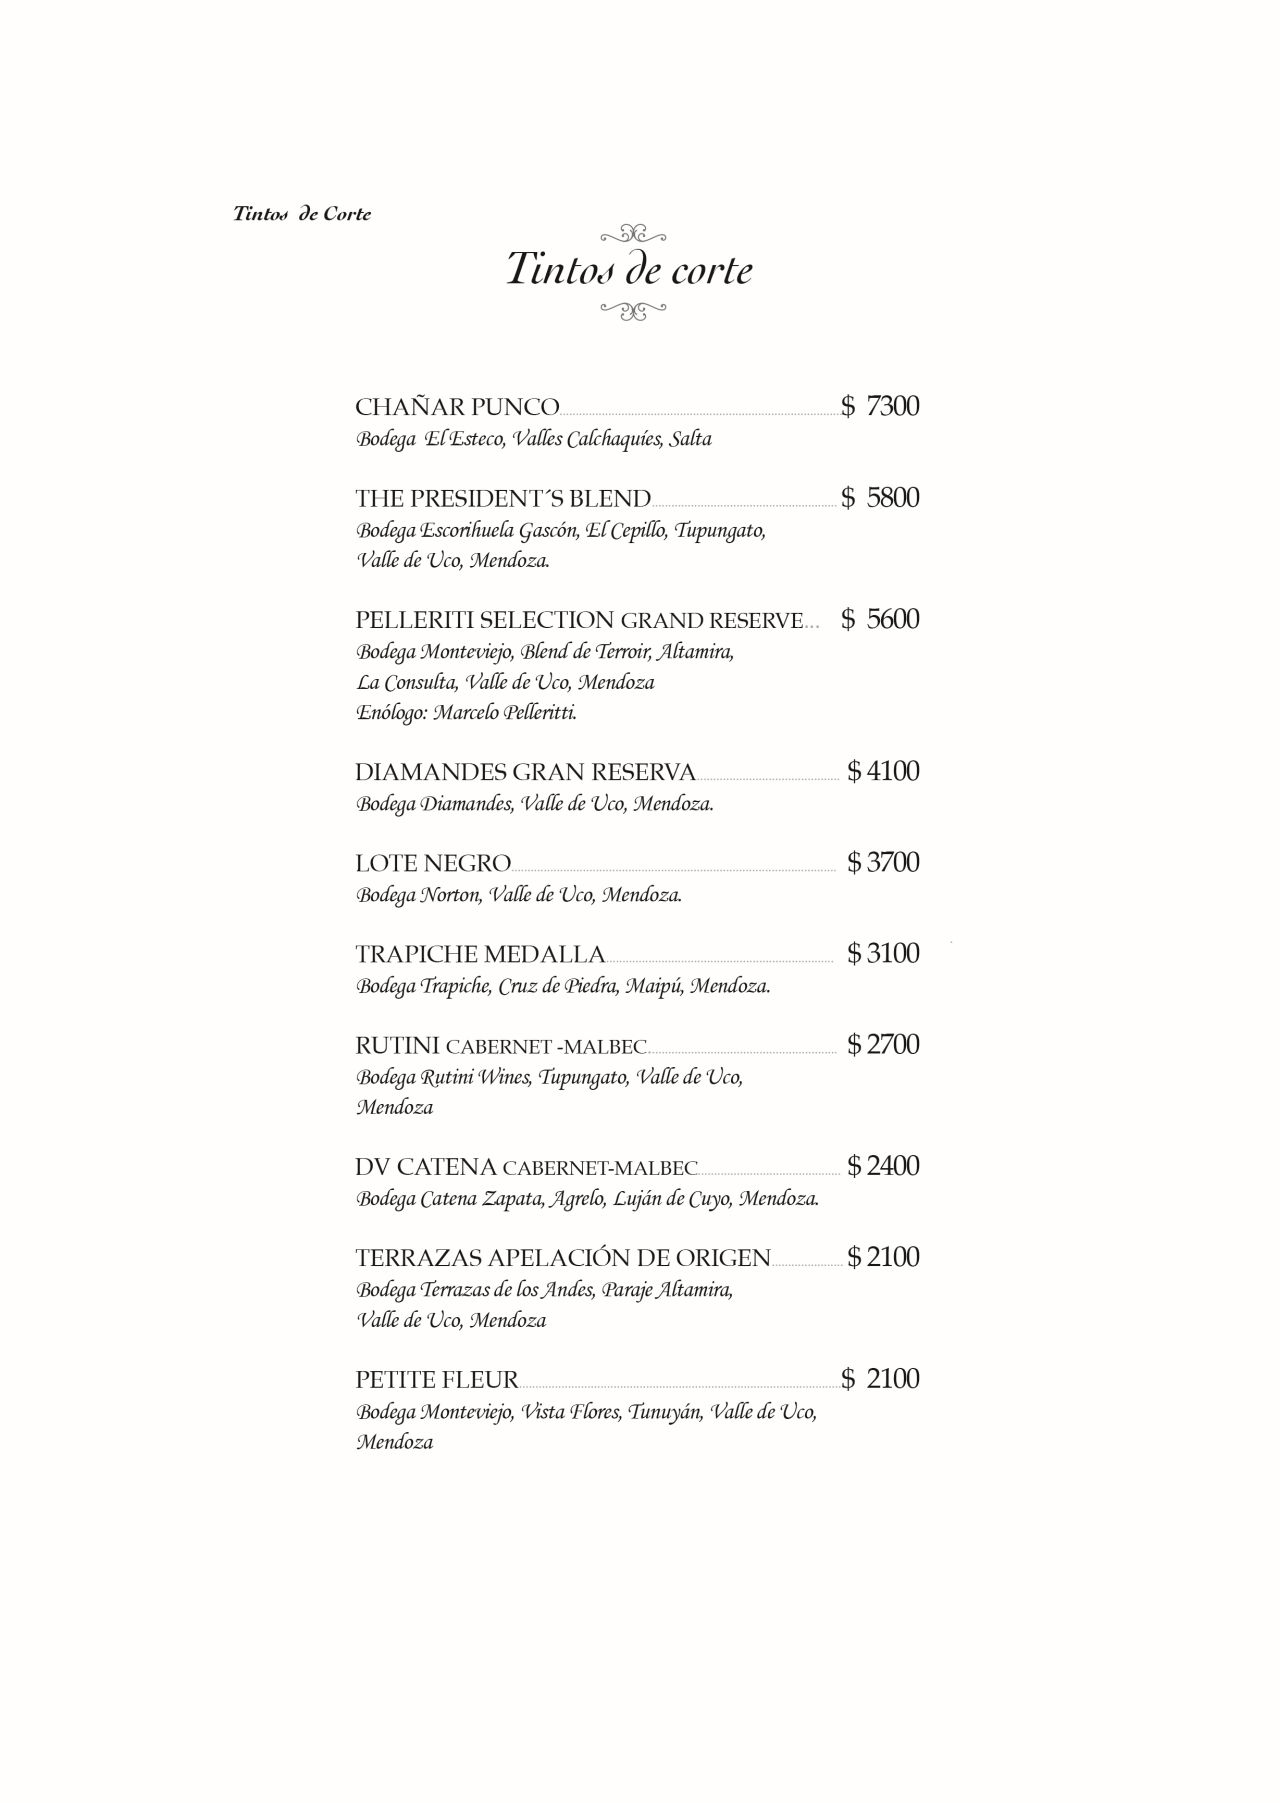 Tintos de Corte
Tintos de corte
CHAÑAR PUNCO $ 7300
Bodega El Esteco, Valles Calchaquíes, Salta
THE PRESIDENT´S BLEND $ 5800
Bodega Escorihuela Gascón, El Cepillo, Tupungato,
Valle de Uco, Mendoza.
PELLERITI SELECTION GRAND RESERVE... $ 5600
Bodega Monteviejo, Blend de Terroir, Altamira,
La Consulta, Valle de Uco, Mendoza
Enólogo: Marcelo Pelleritti.
DIAMANDES GRAN RESERVA $ 4100
Bodega Diamandes, Valle de Uco, Mendoza.
LOTE NEGRO $ 3700
Bodega Norton, Valle de Uco, Mendoza.
TRAPICHE MEDALLA $ 3100
Bodega Trapiche, Cruz de Piedra, Maipú, Mendoza.
RUTINI CABERNET -MALBEC $ 2700
Bodega Rutini Wines, Tupungato, Valle de Uco,
Mendoza
DV CATENA CABERNET-MALBEC $ 2400
Bodega Catena Zapata, Agrelo, Luján de Cuyo, Mendoza.
TERRAZAS APELACIÓN DE ORIGEN $ 2100
Bodega Terrazas de los Andes, Paraje Altamira,
Valle de Uco, Mendoza
PETITE FLEUR $ 2100
Bodega Monteviejo, Vista Flores, Tunuyán, Valle de Uco,
Mendoza